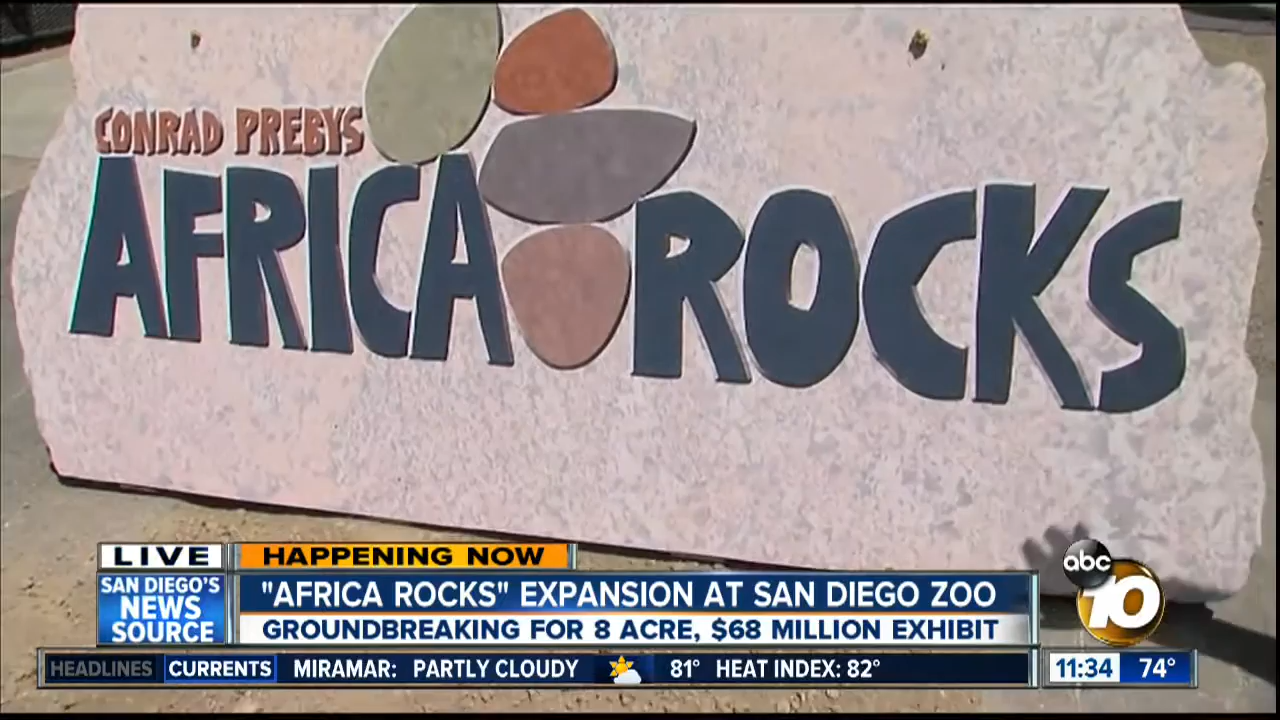 CONRAD PREBYS
AFRICA ROCKS
LIVE
HAPPENING NOW
SAN DIEGO'S
NEWS
SOURCE
"AFRICA ROCKS" EXPANSION AT SAN DIEGO ZOO
GROUNDBREAKING FOR 8 ACRE, $68 MILLION EXHIBIT
abc
10
HEADLINES CURRENTS MIRAMAR: PARTLY CLOUDY 81° HEAT INDEX: 82° 11:34 74°